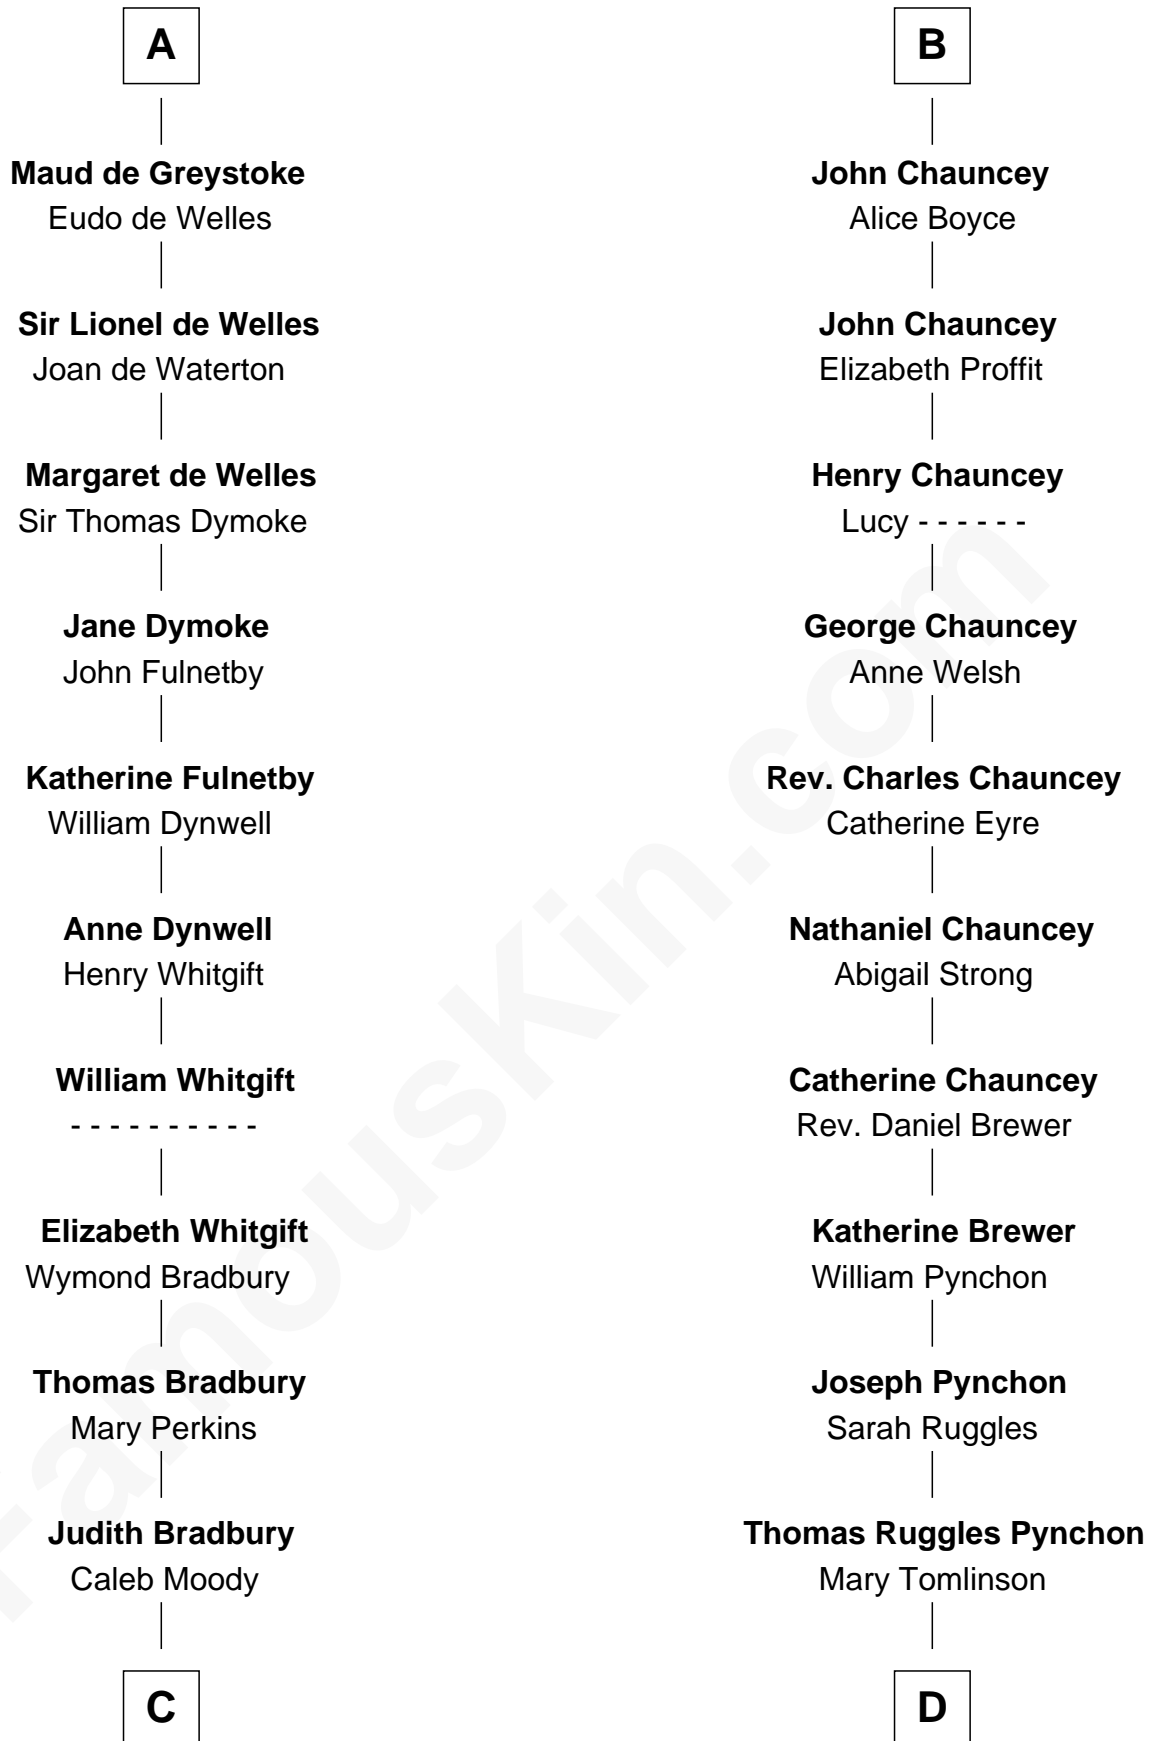 A
Maud de Greystoke
Eudo de Welles
Sir Lionel de Welles
Joan de Waterton
Margaret de Welles
Sir Thomas Dymoke
Jane Dymoke
John Fulnetby
Katherine Fulnetby
William Dynwell
Anne Dynwell
Henry Whitgift
William Whitgift
- - - - - - - - - -
Elizabeth Whitgift
Wymond Bradbury
Thomas Bradbury
Mary Perkins
Judith Bradbury
Caleb Moody
C
B
John Chauncey
Alice Boyce
John Chauncey
Elizabeth Proffit
Henry Chauncey
Lucy - - - - - -
George Chauncey
Anne Welsh
Rev. Charles Chauncey
Catherine Eyre
Nathaniel Chauncey
Abigail Strong
Catherine Chauncey
Rev. Daniel Brewer
Katherine Brewer
William Pynchon
Joseph Pynchon
Sarah Ruggles
Thomas Ruggles Pynchon
Mary Tomlinson
D
FamousKin.com